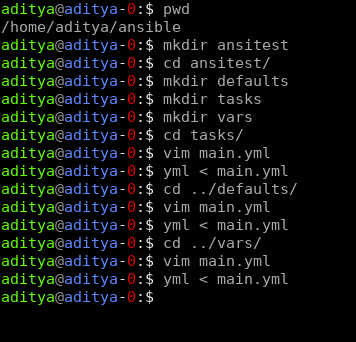 aditya@aditya-0:$ pwd
/home/aditya/ansible
aditya@aditya-0:$ mkdir ansitest
aditya@aditya-0:$ cd ansitest/
aditya@aditya-0:$ mkdir defaults
aditya@aditya-0:$ mkdir tasks
aditya@aditya-0:$ mkdir vars
aditya@aditya-0:$ cd tasks/
aditya@aditya-0:$ vim main.yml
aditya@aditya-0:$ yml < main.yml
aditya@aditya-0:$ cd ../defaults/
aditya@aditya-0:$ vim main.yml
aditya@aditya-0:$ yml < main.yml
aditya@aditya-0:$ cd ../vars/
aditya@aditya-0:$ vim main.yml
aditya@aditya-0:$ yml < main.yml
aditya@aditya-0:$